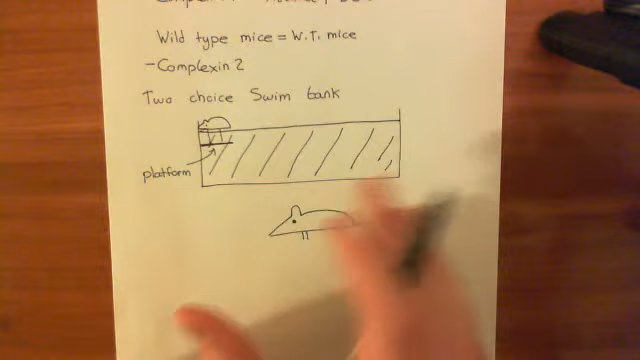 Wild type mice = W.T. mice
- Complexin 2
Two choice Swim tank
platform